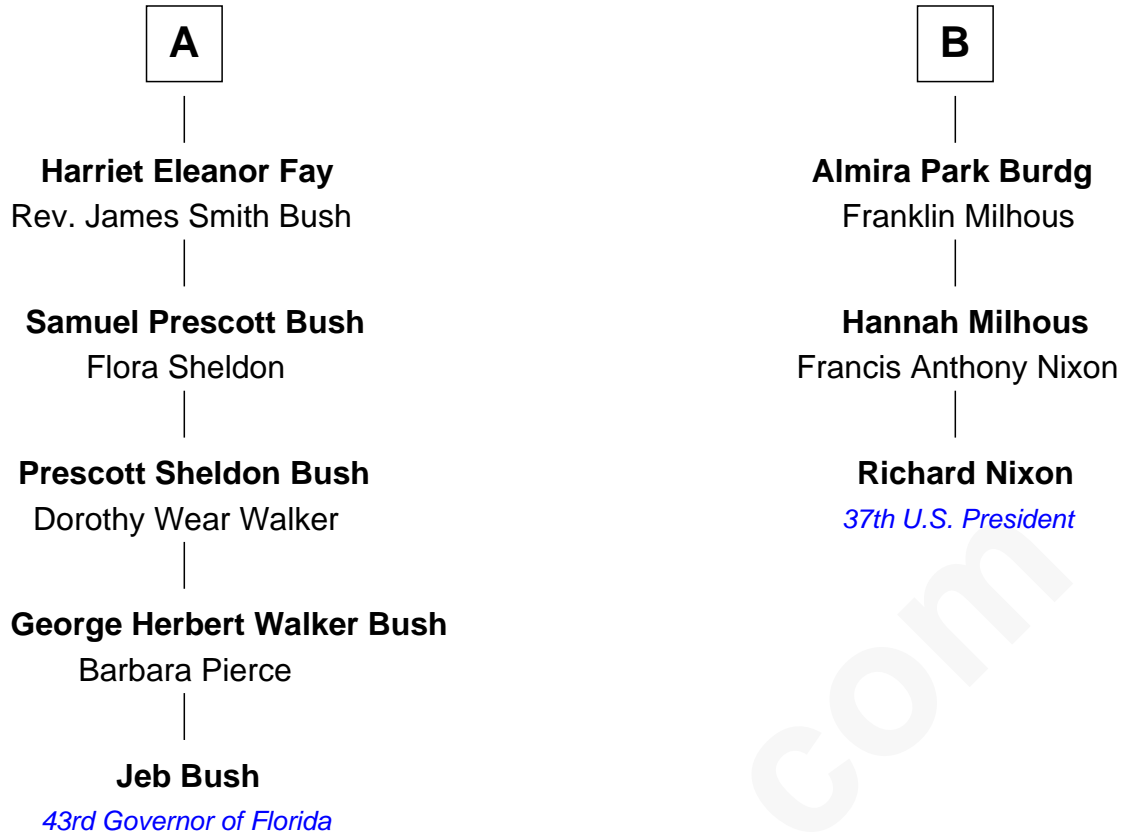 A
Harriet Eleanor Fay
Rev. James Smith Bush
Samuel Prescott Bush
Flora Sheldon
Prescott Sheldon Bush
Dorothy Wear Walker
George Herbert Walker Bush
Barbara Pierce
Jeb Bush
43rd Governor of Florida
B
Almira Park Burdg
Franklin Milhous
Hannah Milhous
Francis Anthony Nixon
Richard Nixon
37th U.S. President
com